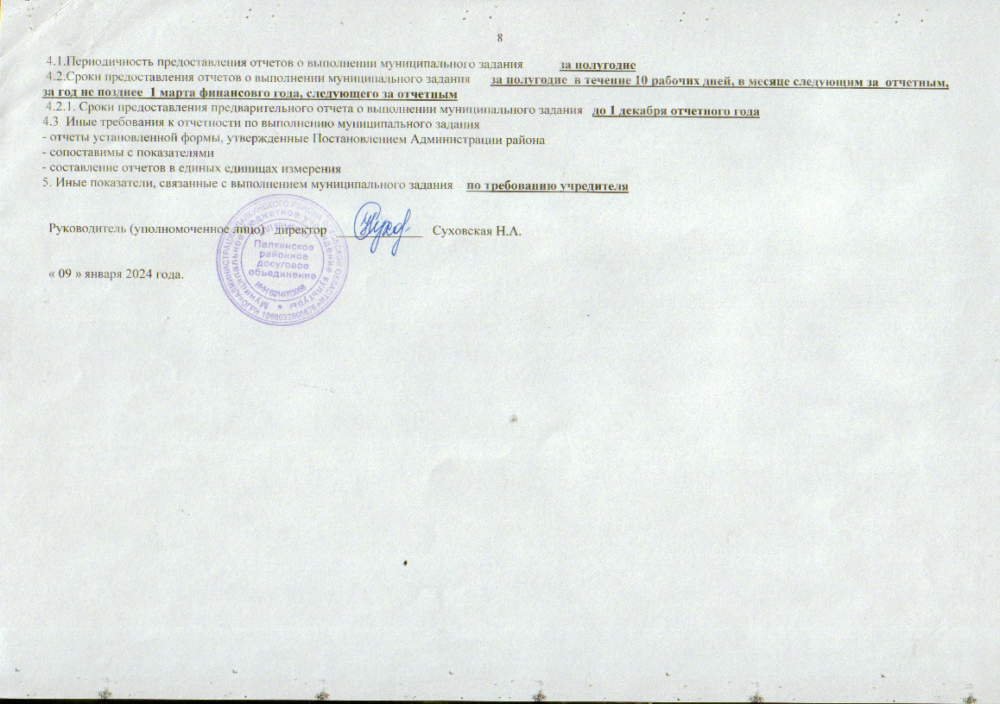 8
4.1.Периодичность предоставления отчетов о выполнении муниципального задания за полугодие
4.2.Сроки предоставления отчетов о выполнении муниципального задания за полугодие в течение 10 рабочих дней, в месяце следующим за отчетным,
за год не позднее 1 марта финансовго года, следующего за отчетным
4.2.1. Сроки предоставления предварительного отчета о выполнении муниципального задания до 1 декабря отчетного года
4.3 Иные требования к отчетности по выполнению муниципального задания
- отчеты установленной формы, утвержденные Постановлением Администрации района
- сопоставимы с показателями
- составление отчетов в единых единицах измерения
5. Иные показатели, связанные с выполнением муниципального задания по требованию учредителя
Руководитель (уполномоченное лицо) директор Суховская Н.А.
« 09 » января 2024 года.
Палкинское
районное
досуговое
объединение
Муниципальное бюджетное учреждение культуры